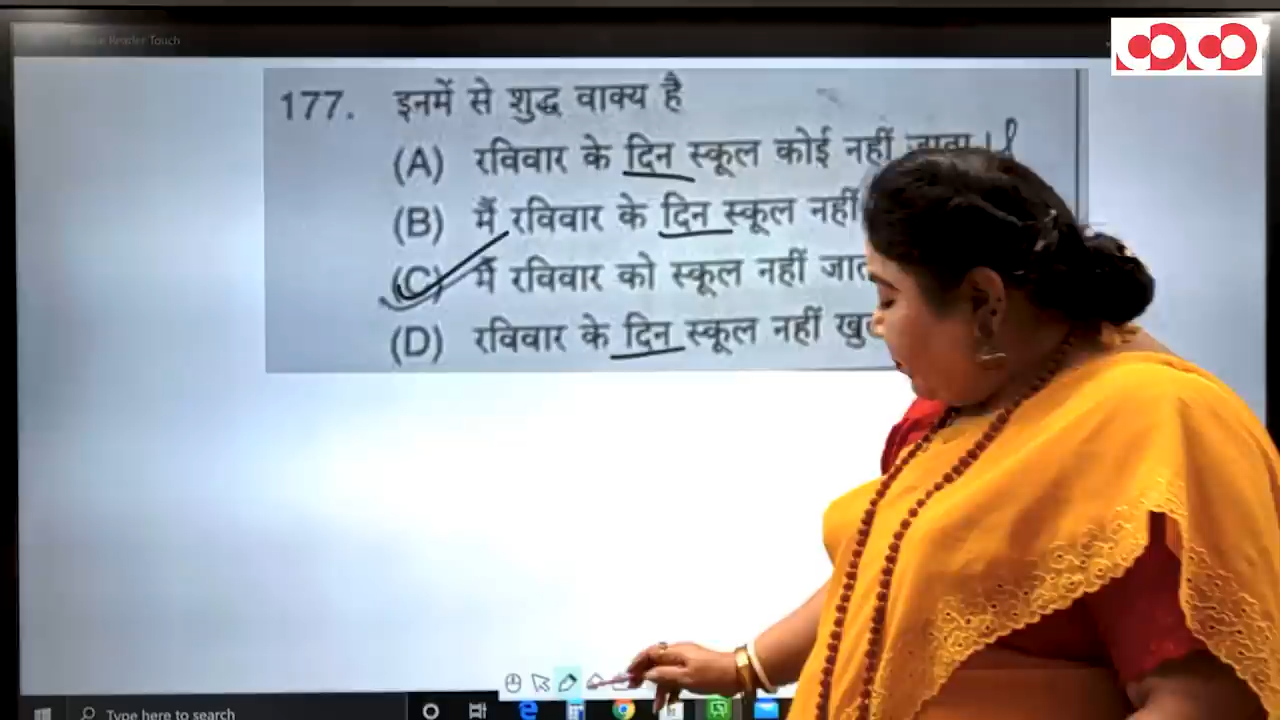 177. इनमें से शुद्ध वाक्य है
(A) रविवार के दिन स्कूल कोई नहीं जाता।
(B) मैं रविवार के दिन स्कूल नहीं
(C) मैं रविवार को स्कूल नहीं
(D) रविवार के दिन स्कूल नहीं
Type here to search